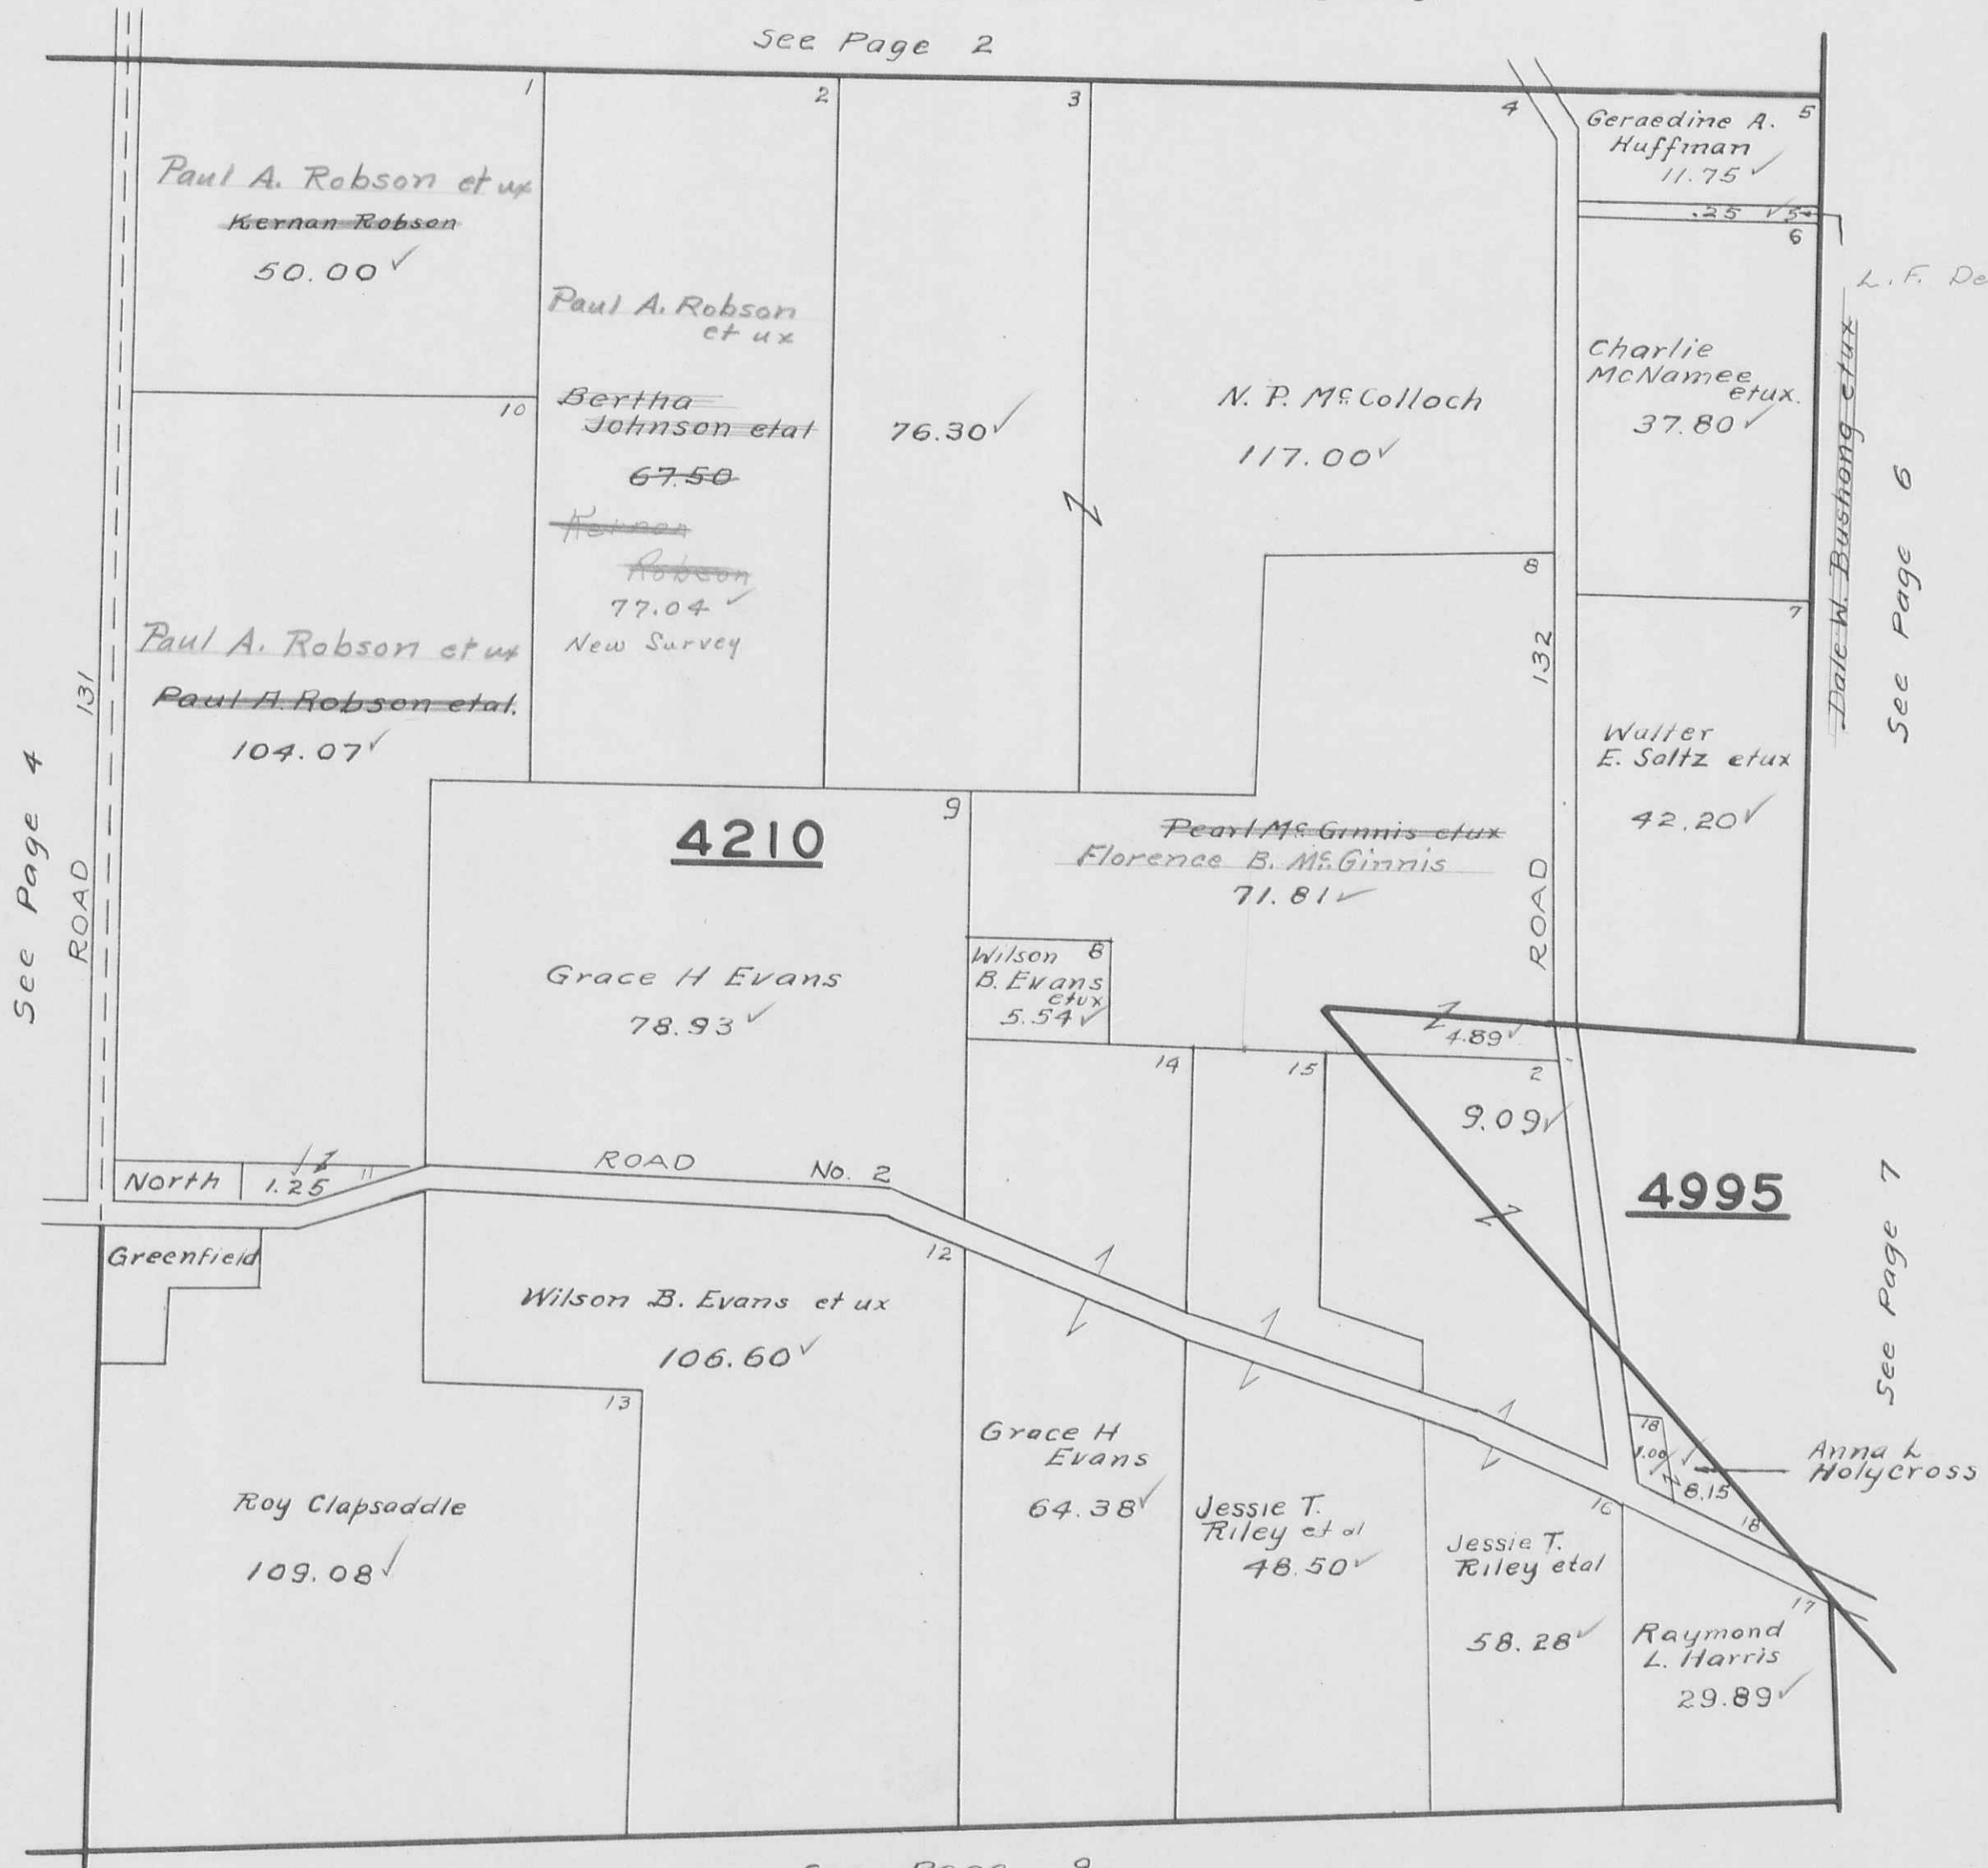 See Page 2
1
2
3
4
5
Paul A. Robson et ux
Kernan Robson
50.00
Paul A. Robson
et ux
Bertha
Johnson etal
67.50
Kernan
Robson
77.04
New Survey
76.30
N. P. McColloch
117.00
Geraedine A.
Huffman
11.75
.25 5
6
L. F. De
Charlie
McNamee
etux.
37.80
Dale W. Bushong etux
See Page 6
7
Walter
E. Saltz etux
42.20
10
Paul A. Robson et ux
Paul A. Robson etal.
104.07
See Page 4
ROAD 131
8
ROAD 132
9
4210
Pearl McGinnis etux
Florence B. McGinnis
71.81
Grace H Evans
78.93
Wilson 8
B. Evans
etux
5.54
4.89
14
15
2
9.09
4995
See Page 7
North 1.25 11
ROAD No. 2
Greenfield
12
Wilson B. Evans et ux
106.60
13
Roy Clapsaddle
109.08
Grace H
Evans
64.38
Jessie T.
Riley et al
48.50
Jessie T.
Riley etal
58.28
16
18
1.00
8.15
18
Anna L
Holycross
17
Raymond
L. Harris
29.89